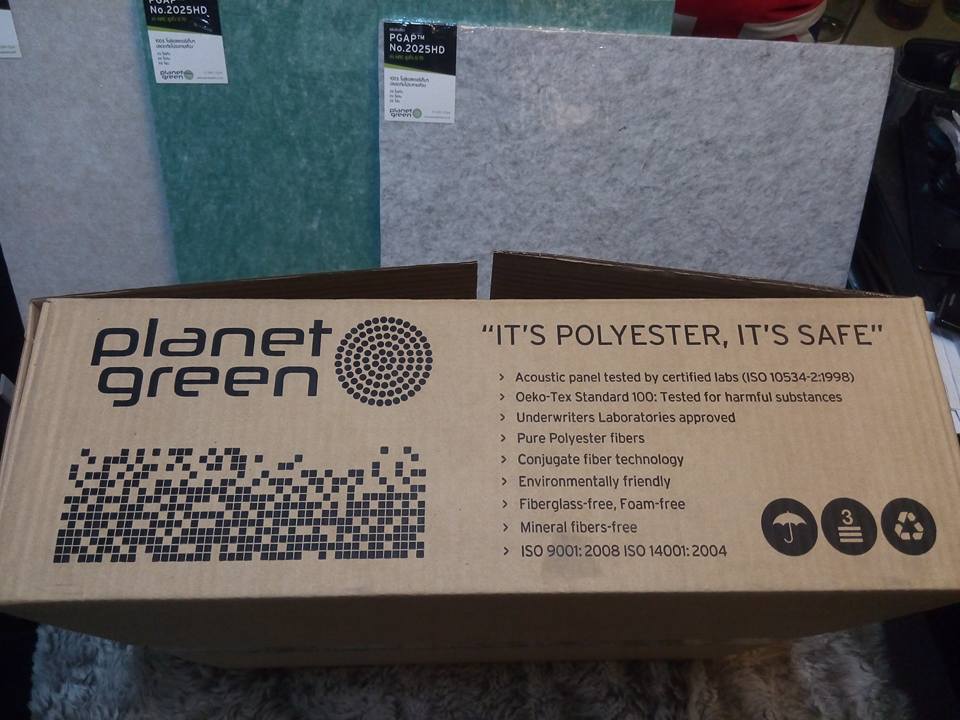 PGAP
No.2025HD
planet
green
PGAP™
No.2025HD
planet
green
planet
green
“IT’S POLYESTER, IT’S SAFE”
› Acoustic panel tested by certified labs (ISO 10534-2:1998)
› Oeko-Tex Standard 100: Tested for harmful substances
› Underwriters Laboratories approved
› Pure Polyester fibers
› Conjugate fiber technology
› Environmentally friendly
› Fiberglass-free, Foam-free
› Mineral fibers-free
› ISO 9001: 2008 ISO 14001: 2004
3